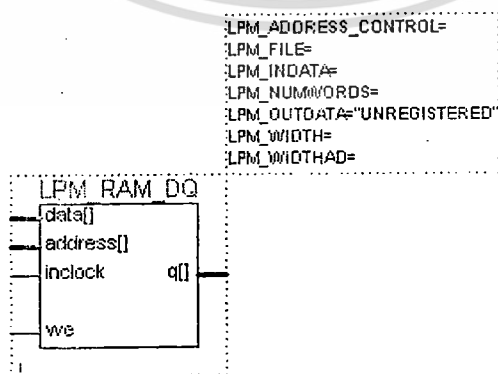 LPM_ADDRESS_CONTROL=
LPM_FILE=
LPM_INDATA=
LPM_NUMWORDS=
LPM_OUTDATA="UNREGISTERED"
LPM_WIDTH=
LPM_WIDTHAD=
LPM_RAM_DQ
data[]
address[]
inclock q[]
we